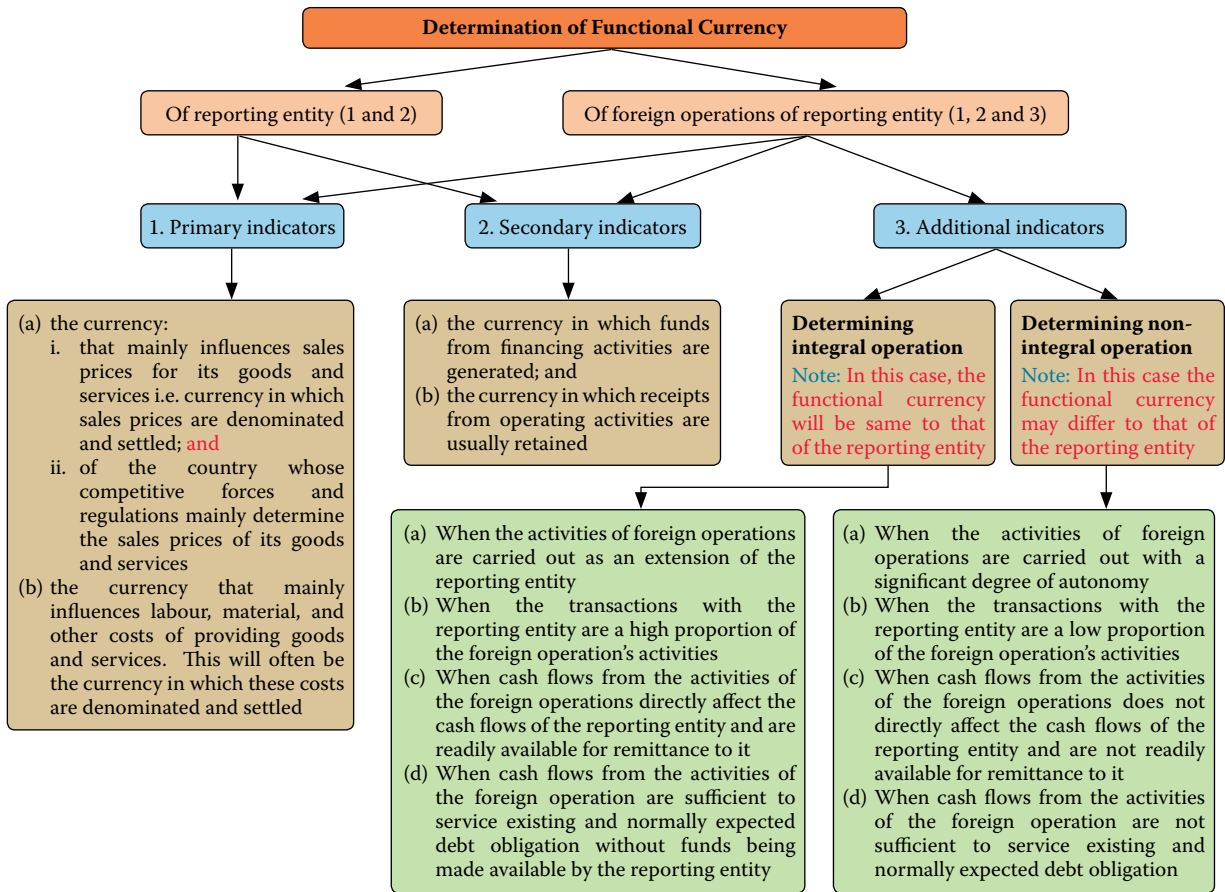 Determination of Functional Currency
Of reporting entity (1 and 2)
Of foreign operations of reporting entity (1, 2 and 3)
1. Primary indicators
2. Secondary indicators
3. Additional indicators
(a) the currency:
i. that mainly influences sales
prices for its goods and
services i.e. currency in which
sales prices are denominated
and settled; and
ii. of the country whose
competitive forces and
regulations mainly determine
the sales prices of its goods
and services
(b) the currency that mainly
influences labour, material, and
other costs of providing goods
and services. This will often be
the currency in which these costs
are denominated and settled
(a) the currency in which funds
from financing activities are
generated; and
(b) the currency in which receipts
from operating activities are
usually retained
Determining
integral operation
Note: In this case, the
functional currency
will be same to that
of the reporting entity
Determining non-
integral operation
Note: In this case the
functional currency
may differ to that of
the reporting entity
(a) When the activities of foreign operations
are carried out as an extension of the
reporting entity
(b) When the transactions with the
reporting entity are a high proportion of
the foreign operation's activities
(c) When cash flows from the activities of
the foreign operations directly affect the
cash flows of the reporting entity and are
readily available for remittance to it
(d) When cash flows from the activities of
the foreign operation are sufficient to
service existing and normally expected
debt obligation without funds being
made available by the reporting entity
(a) When the activities of foreign
operations are carried out with a
significant degree of autonomy
(b) When the transactions with the
reporting entity are a low proportion
of the foreign operation's activities
(c) When cash flows from the activities
of the foreign operations does not
directly affect the cash flows of the
reporting entity and are not readily
available for remittance to it
(d) When cash flows from the activities
of the foreign operation are not
sufficient to service existing and
normally expected debt obligation